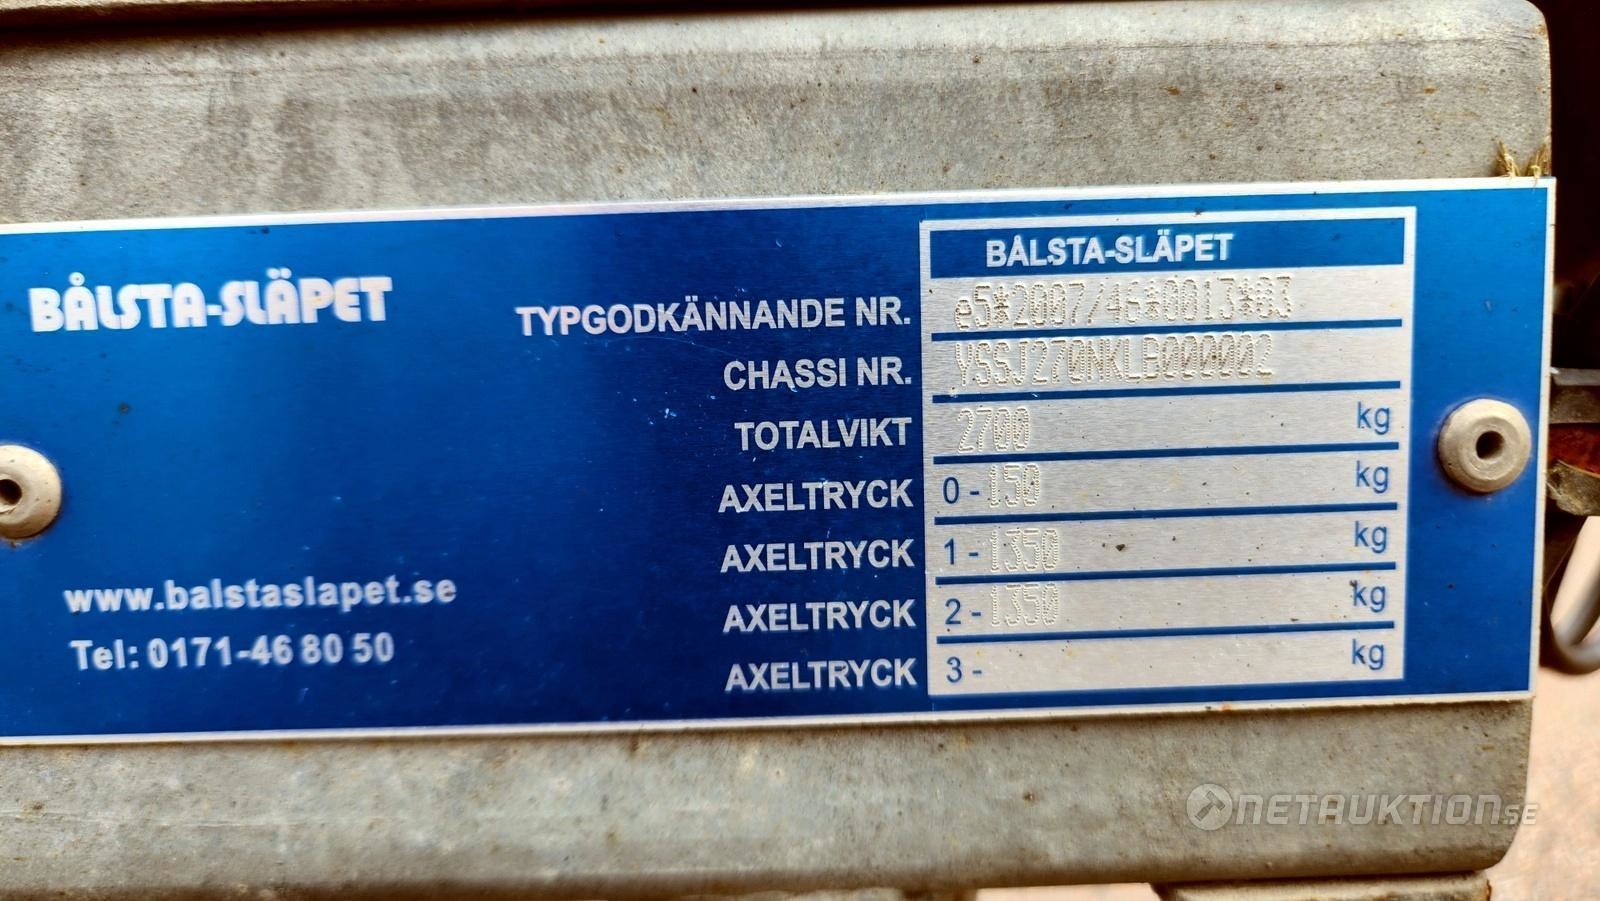 BÅLSTA-SLÄPET
BÅLSTA-SLÄPET
TYPGODKÄNNANDE NR. e5*2007/46*0013*03
CHASSI NR. YSSJ270NKLB000002
TOTALVIKT 2700 kg
AXELTRYCK 0 - 150 kg
AXELTRYCK 1 - 1350 kg
AXELTRYCK 2 - 1350 kg
AXELTRYCK 3 - kg
www.balstaslapet.se
Tel: 0171-46 80 50
NETAUKTION.SE